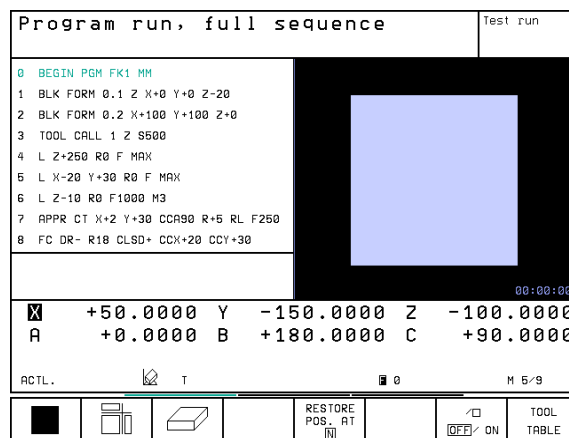 Program run, full sequence
Test run
0 BEGIN PGM FK1 MM
1 BLK FORM 0.1 Z X+0 Y+0 Z-20
2 BLK FORM 0.2 X+100 Y+100 Z+0
3 TOOL CALL 1 Z S500
4 L Z+250 R0 F MAX
5 L X-20 Y+30 R0 F MAX
6 L Z-10 R0 F1000 M3
7 APPR CT X+2 Y+30 CCA90 R+5 RL F250
8 FC DR- R18 CLSD+ CCX+20 CCY+30
00:00:00
X +50.0000 Y -150.0000 Z -100.0000
A +0.0000 B +180.0000 C +90.0000
ACTL. T F 0 M 5/9
RESTORE
POS. AT
N
OFF / ON
TOOL
TABLE